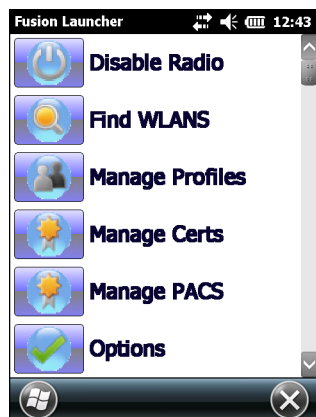 Fusion Launcher 12:43
Disable Radio
Find WLANS
Manage Profiles
Manage Certs
Manage PACS
Options